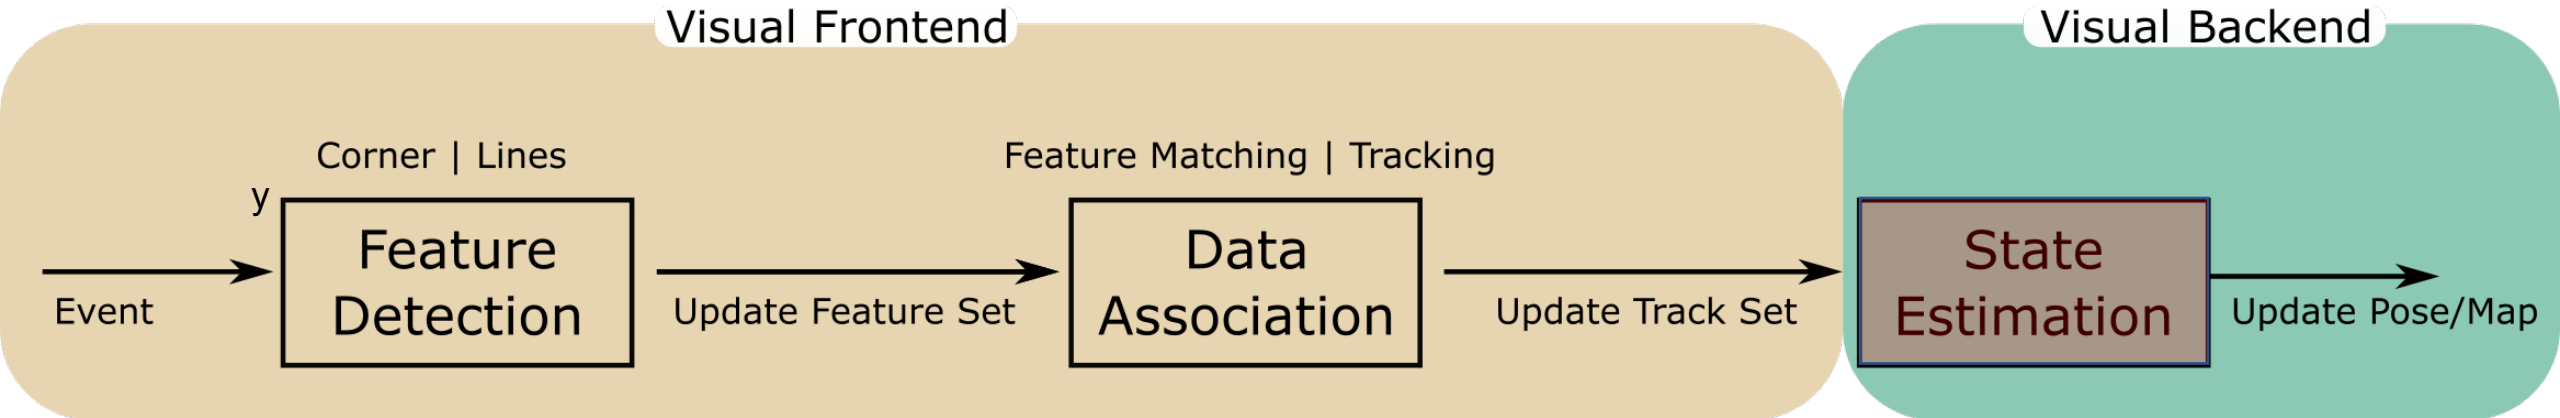 Visual Frontend
Visual Backend
Corner | Lines
Feature Matching | Tracking
y
Feature
Detection
Data
Association
State
Estimation
Event
Update Feature Set
Update Track Set
Update Pose/Map